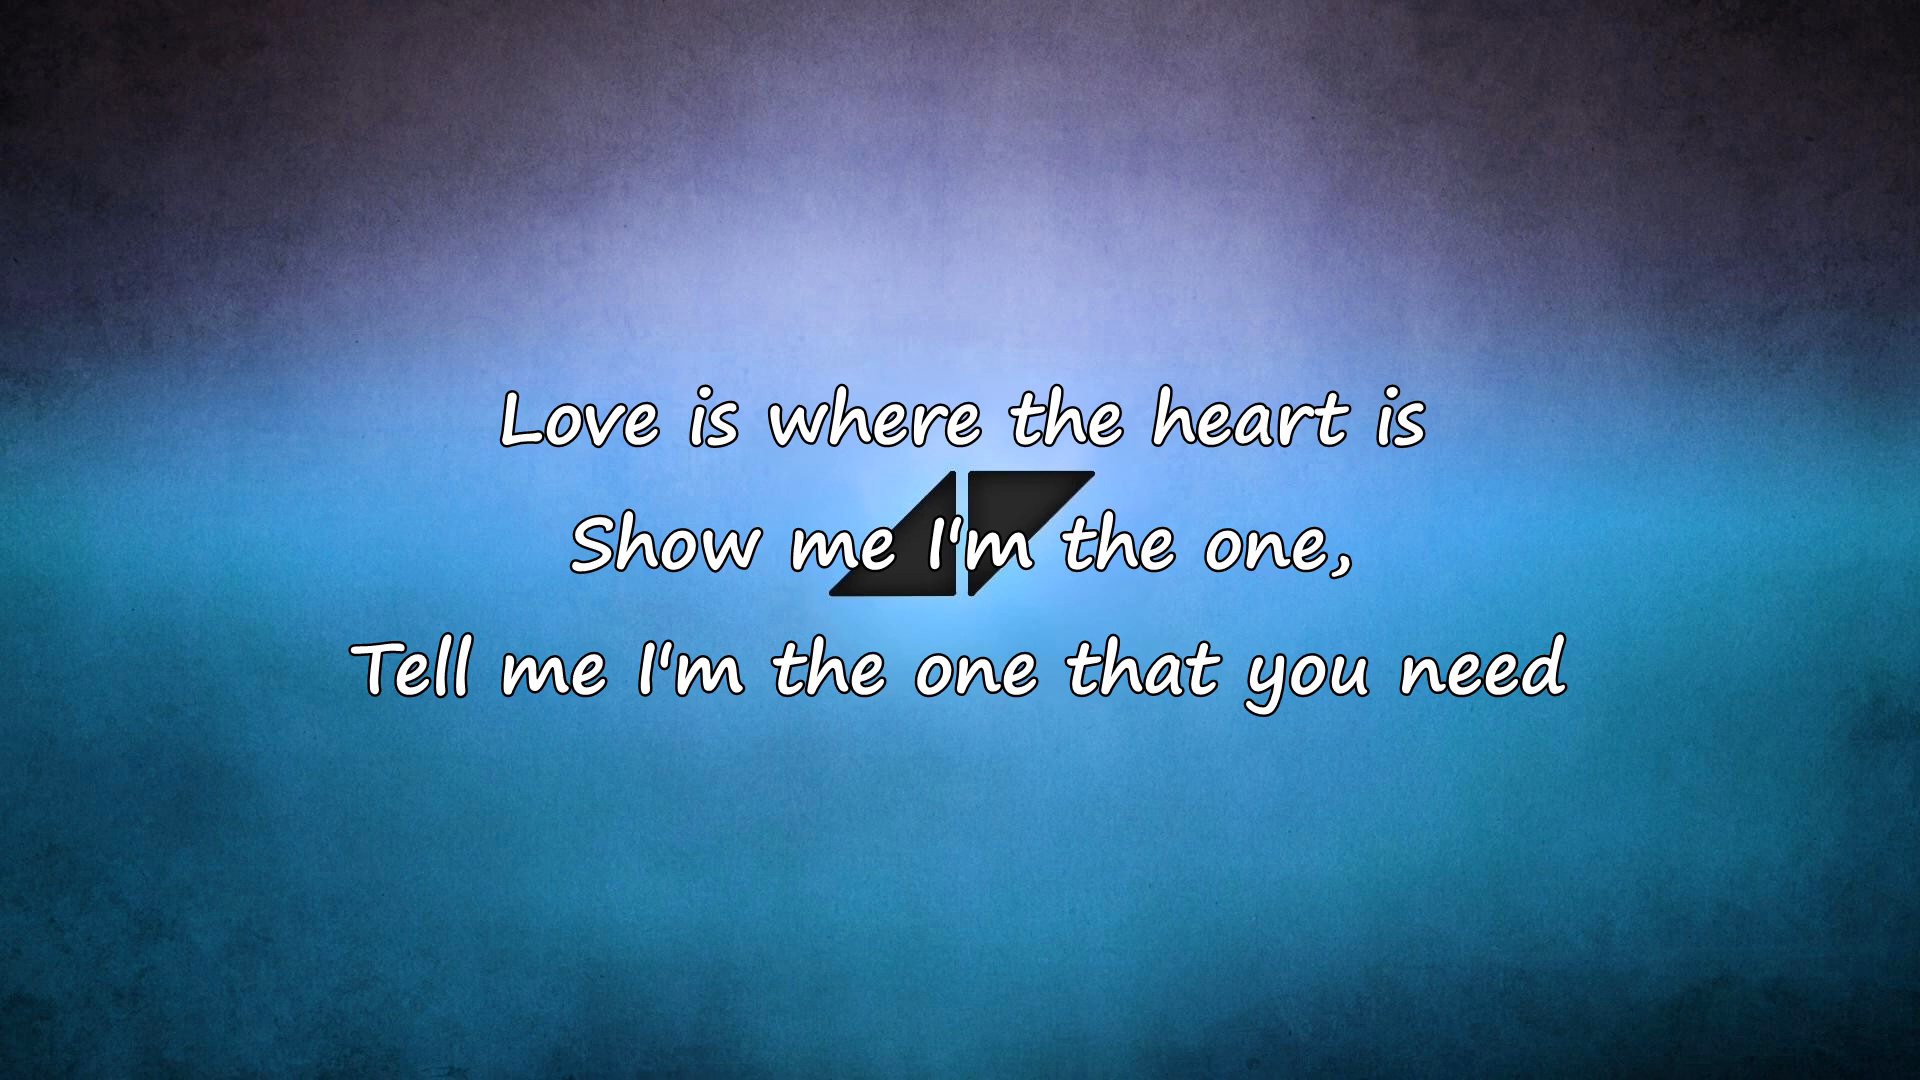 Love is where the heart is
Show me I'm the one,
Tell me I'm the one that you need